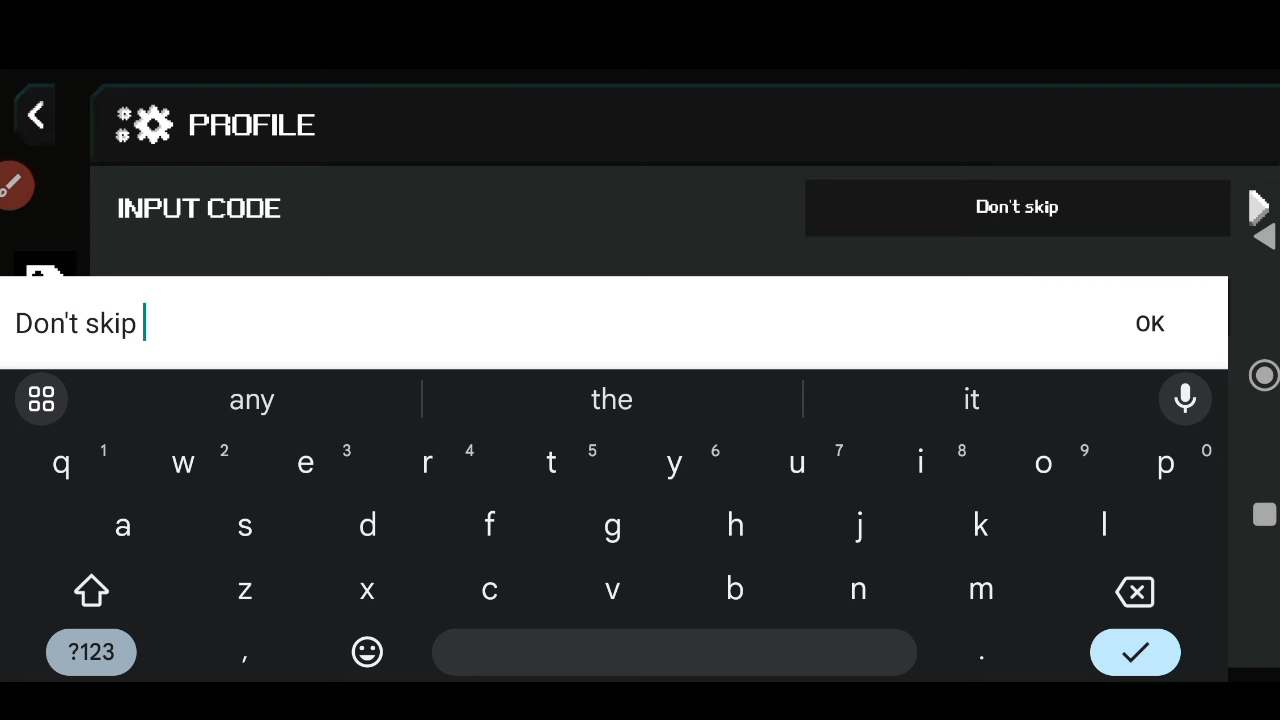 PROFILE
INPUT CODE
Don't skip
Don't skip
OK
any the it
q 1 w 2 e 3 r 4 t 5 y 6 u 7 i 8 o 9 p 0
a s d f g h j k l
z x c v b n m
?123 , .